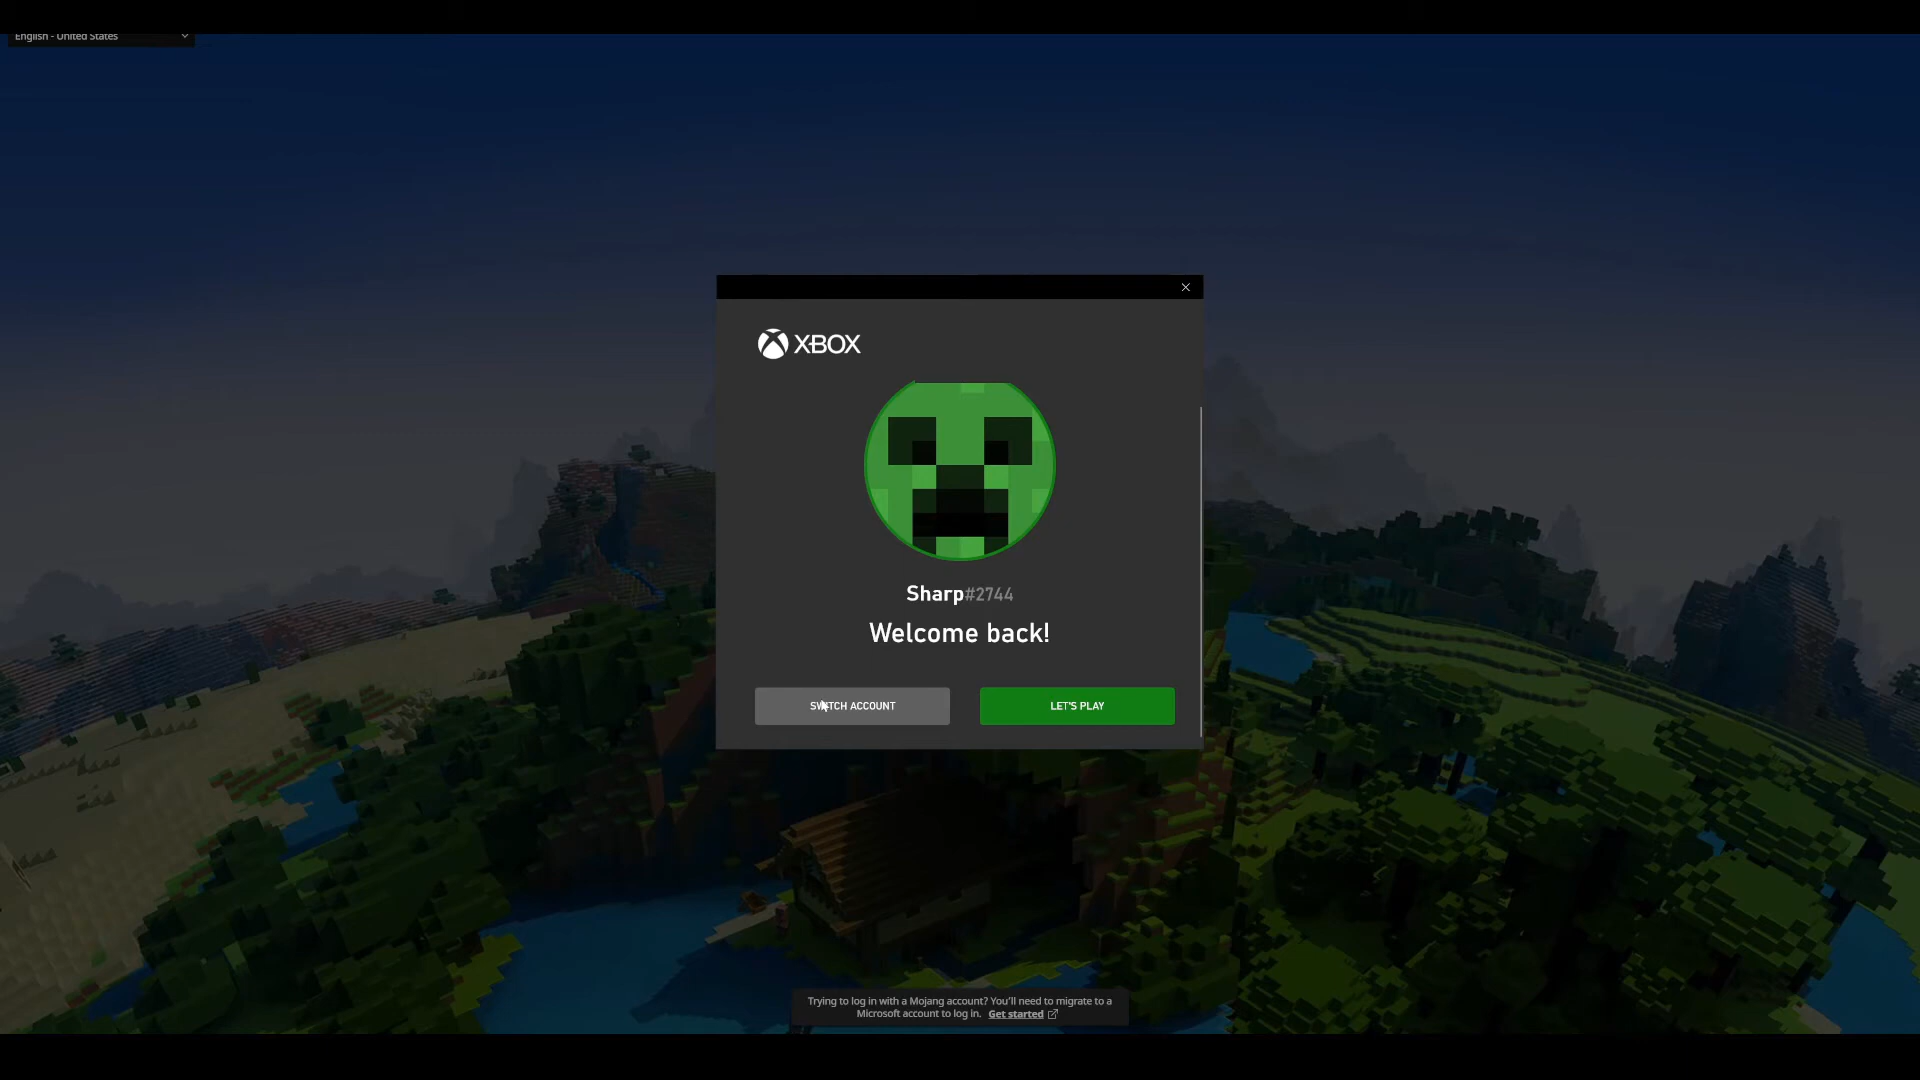 English - United States
XBOX
Sharp#2744
Welcome back!
SWITCH ACCOUNT
LET'S PLAY
Trying to log in with a Mojang account? You'll need to migrate to a
Microsoft account to log in. Get started